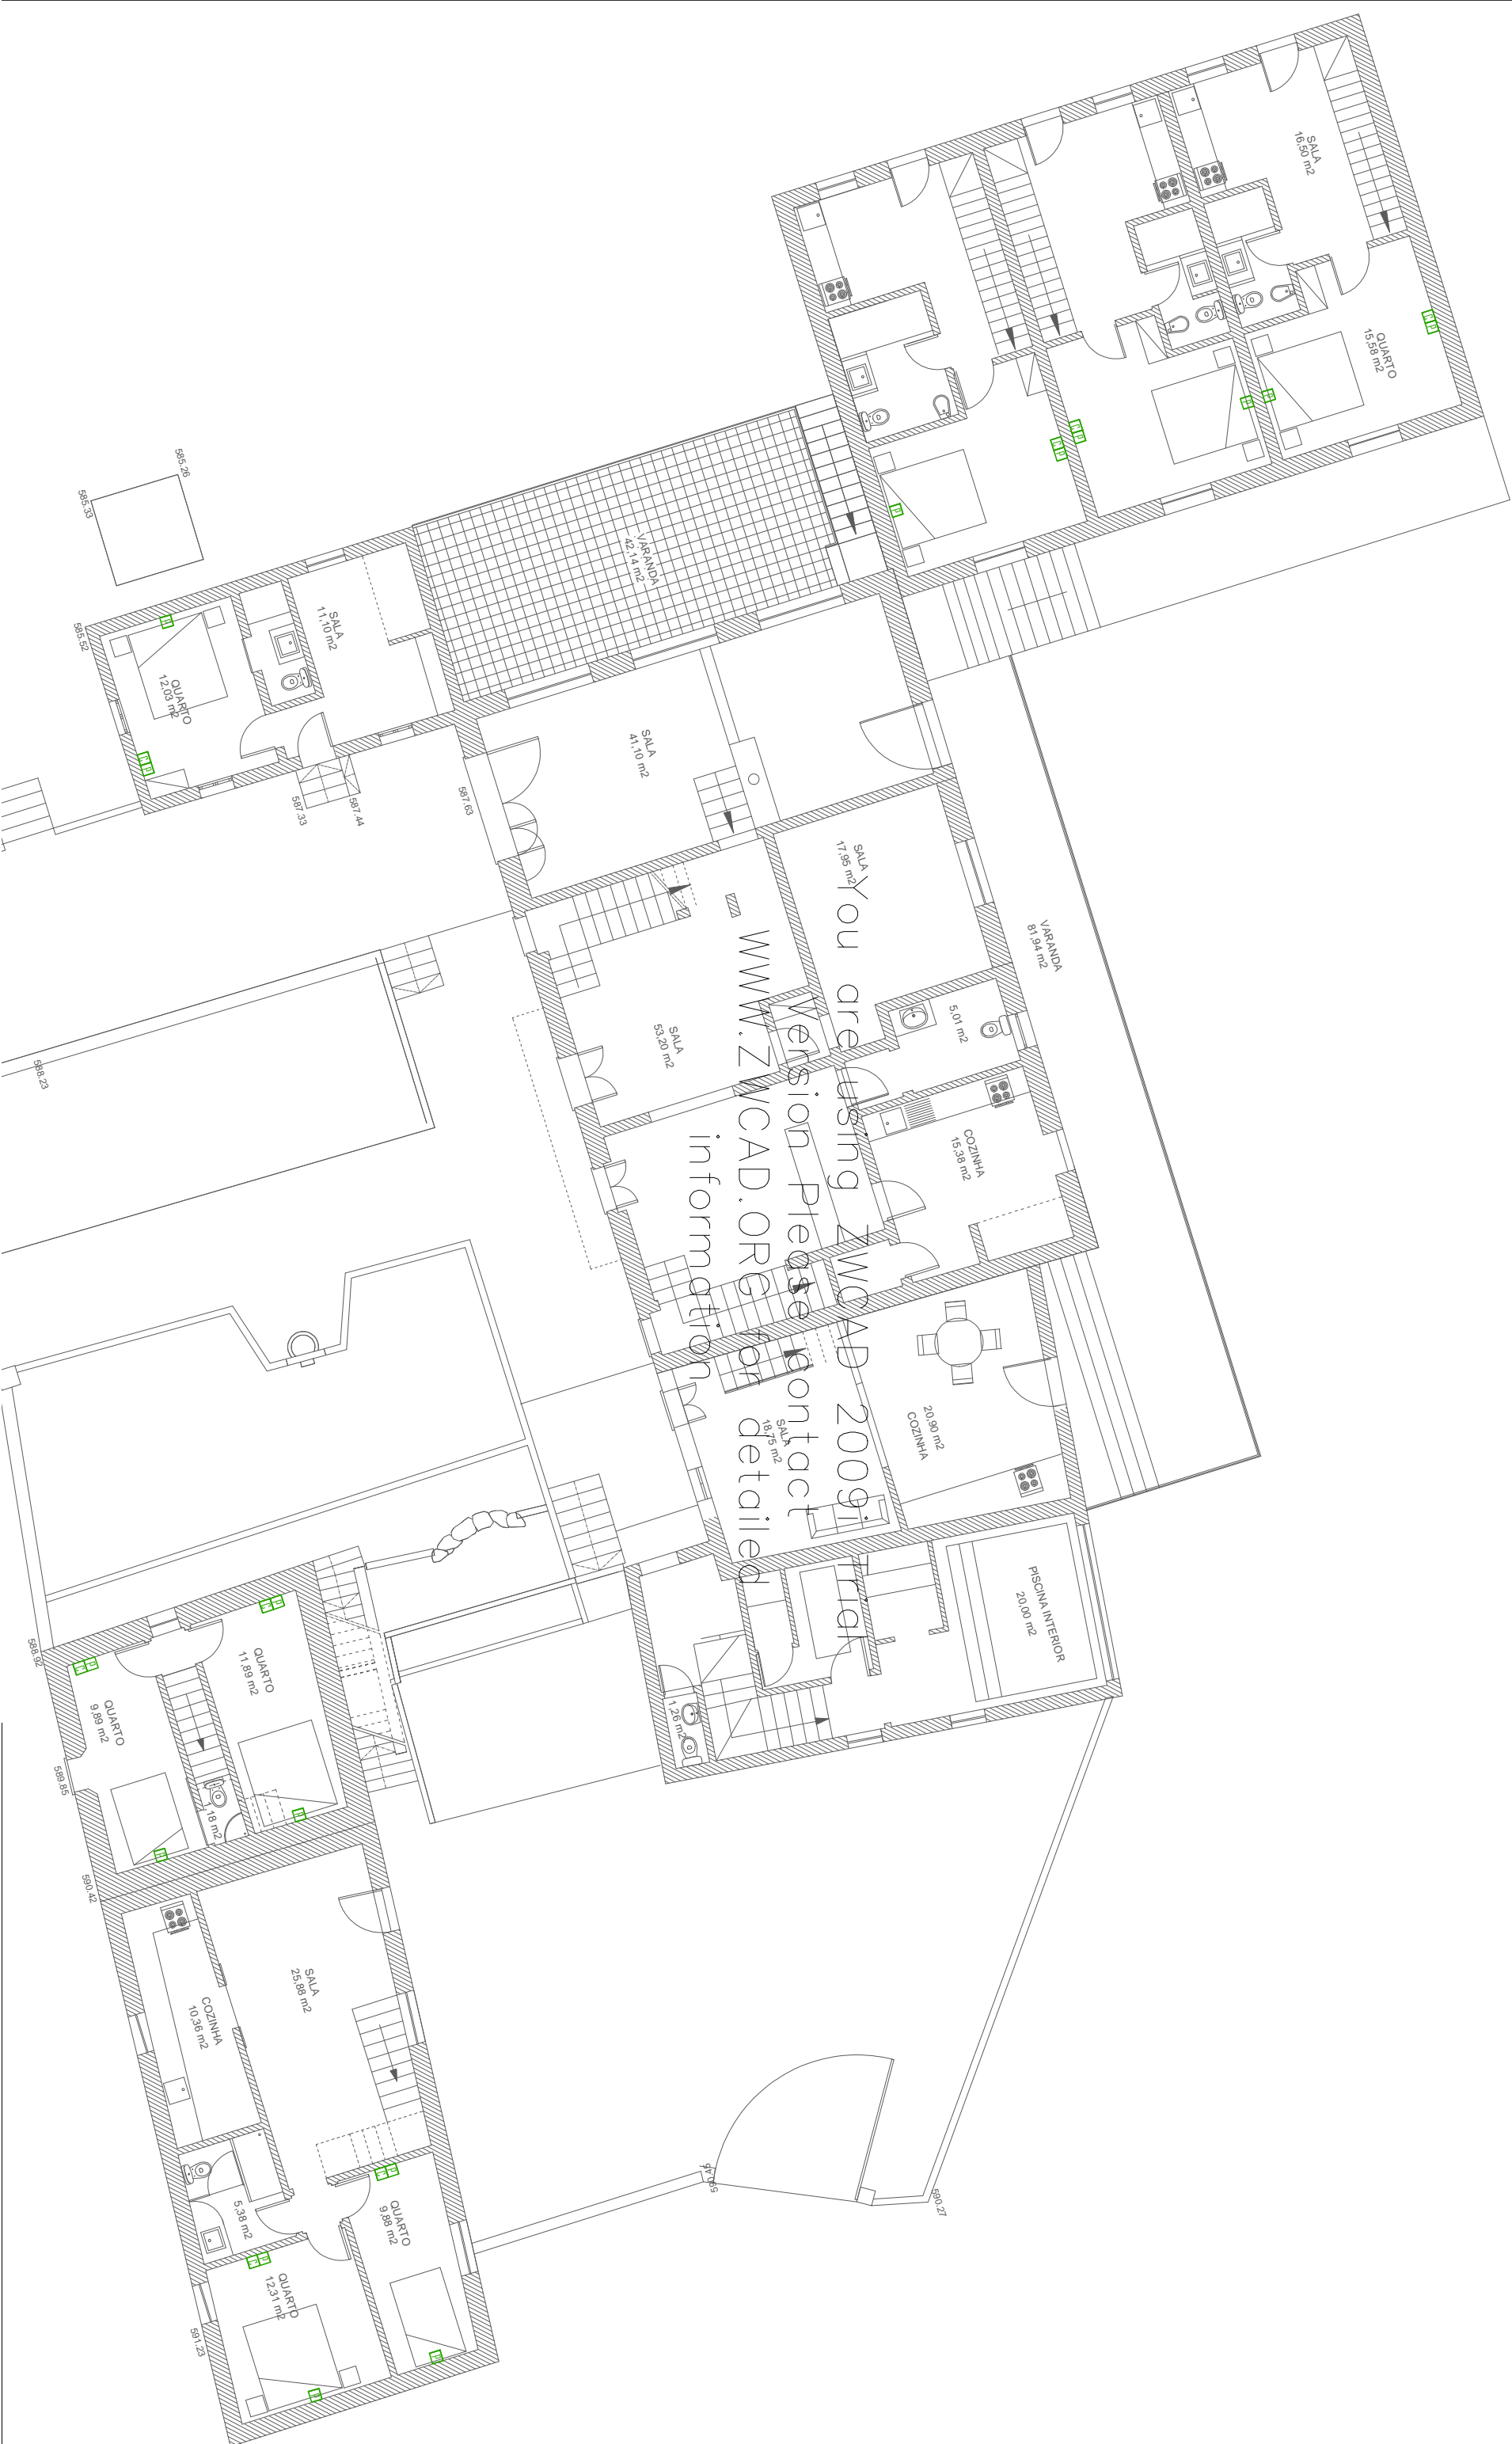 SALA
16,50 m2
QUARTO
15,58 m2
585.26
585.33
VARANDA
42,14 m2
585.52
SALA
11,10 m2
QUARTO
12,03 m2
587.33
587.44
587.63
SALA
41,10 m2
SALA
17,95 m2
VARANDA
81,94 m2
SALA
53,20 m2
5,01 m2
COZINHA
15,38 m2
588.23
You are using ZWCAD 2009 Trial
Version Please contact
WWW.ZWCAD.ORG for detailed
information
20,90 m2
COZINHA
SALA
18,75 m2
PISCINA INTERIOR
20,00 m2
1,26 m2
588.92
QUARTO
11,89 m2
QUARTO
9,89 m2
1,18 m2
589.85
590.42
SALA
25,88 m2
COZINHA
10,36 m2
5,38 m2
QUARTO
9,88 m2
QUARTO
12,31 m2
590.45
590.27
591.23